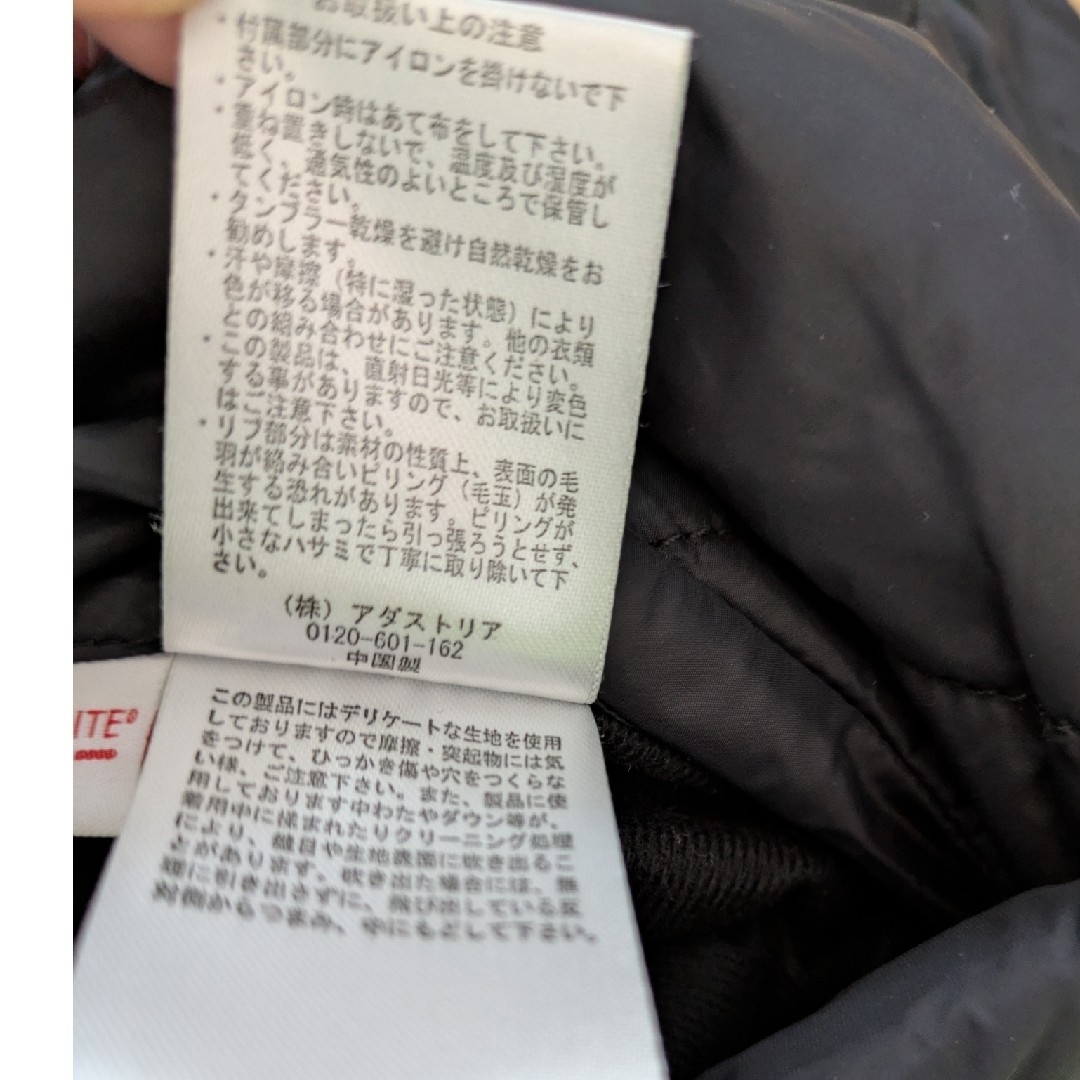 お取扱い上の注意
・付属部分にアイロンを掛けないで下
さい。
・アイロン時はあて布をして下さい。
・重ね置きしないで、温度及び湿度が
低く、通気性のよいところで保管し
てください。
・タンブラー乾燥を避け自然乾燥をお
勧めします。
・汗や摩擦（特に湿った状態）により
色が移る場合があります。他の衣類
との組み合わせにご注意ください。
・この製品は、直射日光等により変色
する事がありますので、お取扱いに
はご注意下さい。
・リブ部分は素材の性質上、表面の毛
羽が絡み合いピリング（毛玉）が発
生する恐れがあります。ピリングが
出来てしまったら引っ張ろうとせず、
小さなハサミで丁寧に取り除いて下
さい。
（株）アダストリア
0120-601-162
中国製
ITE®
この製品にはデリケートな生地を使用
しておりますので摩擦・突起物には気
をつけて、ひっかき傷や穴をつくらな
い様、ご注意下さい。また、製品に使
用しております中わたやダウン等が、
着用中に揉まれたりクリーニング処理
により、縫目や生地表面に吹き出るこ
とがあります。吹き出た場合には、無
理に引き出さずに、飛び出している反
対側からつまみ、中にもどして下さい。